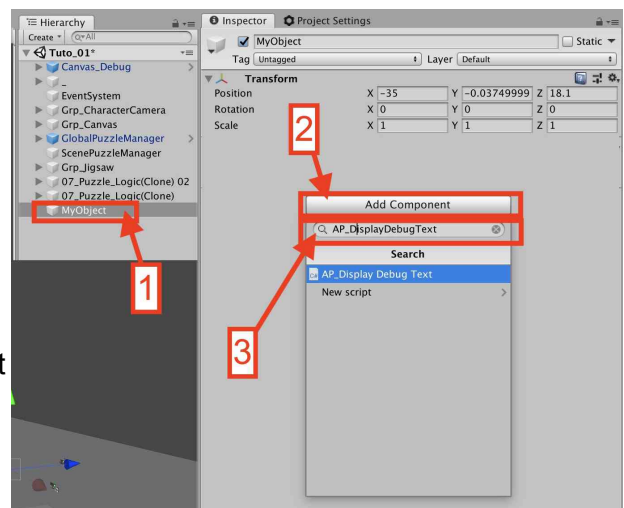 Hierarchy
Create
Q▾All
Tuto_01*
Canvas_Debug
_
EventSystem
Grp_CharacterCamera
Grp_Canvas
GlobalPuzzleManager
ScenePuzzleManager
Grp_Jigsaw
07_Puzzle_Logic(Clone) 02
07_Puzzle_Logic(Clone)
MyObject
1
t
Inspector Project Settings
MyObject Static
Tag Untagged Layer Default
Transform
Position X -35 Y -0.03749999 Z 18.1
Rotation X 0 Y 0 Z 0
Scale X 1 Y 1 Z 1
2
Add Component
AP_DisplayDebugText
Search
AP_Display Debug Text
New script
3